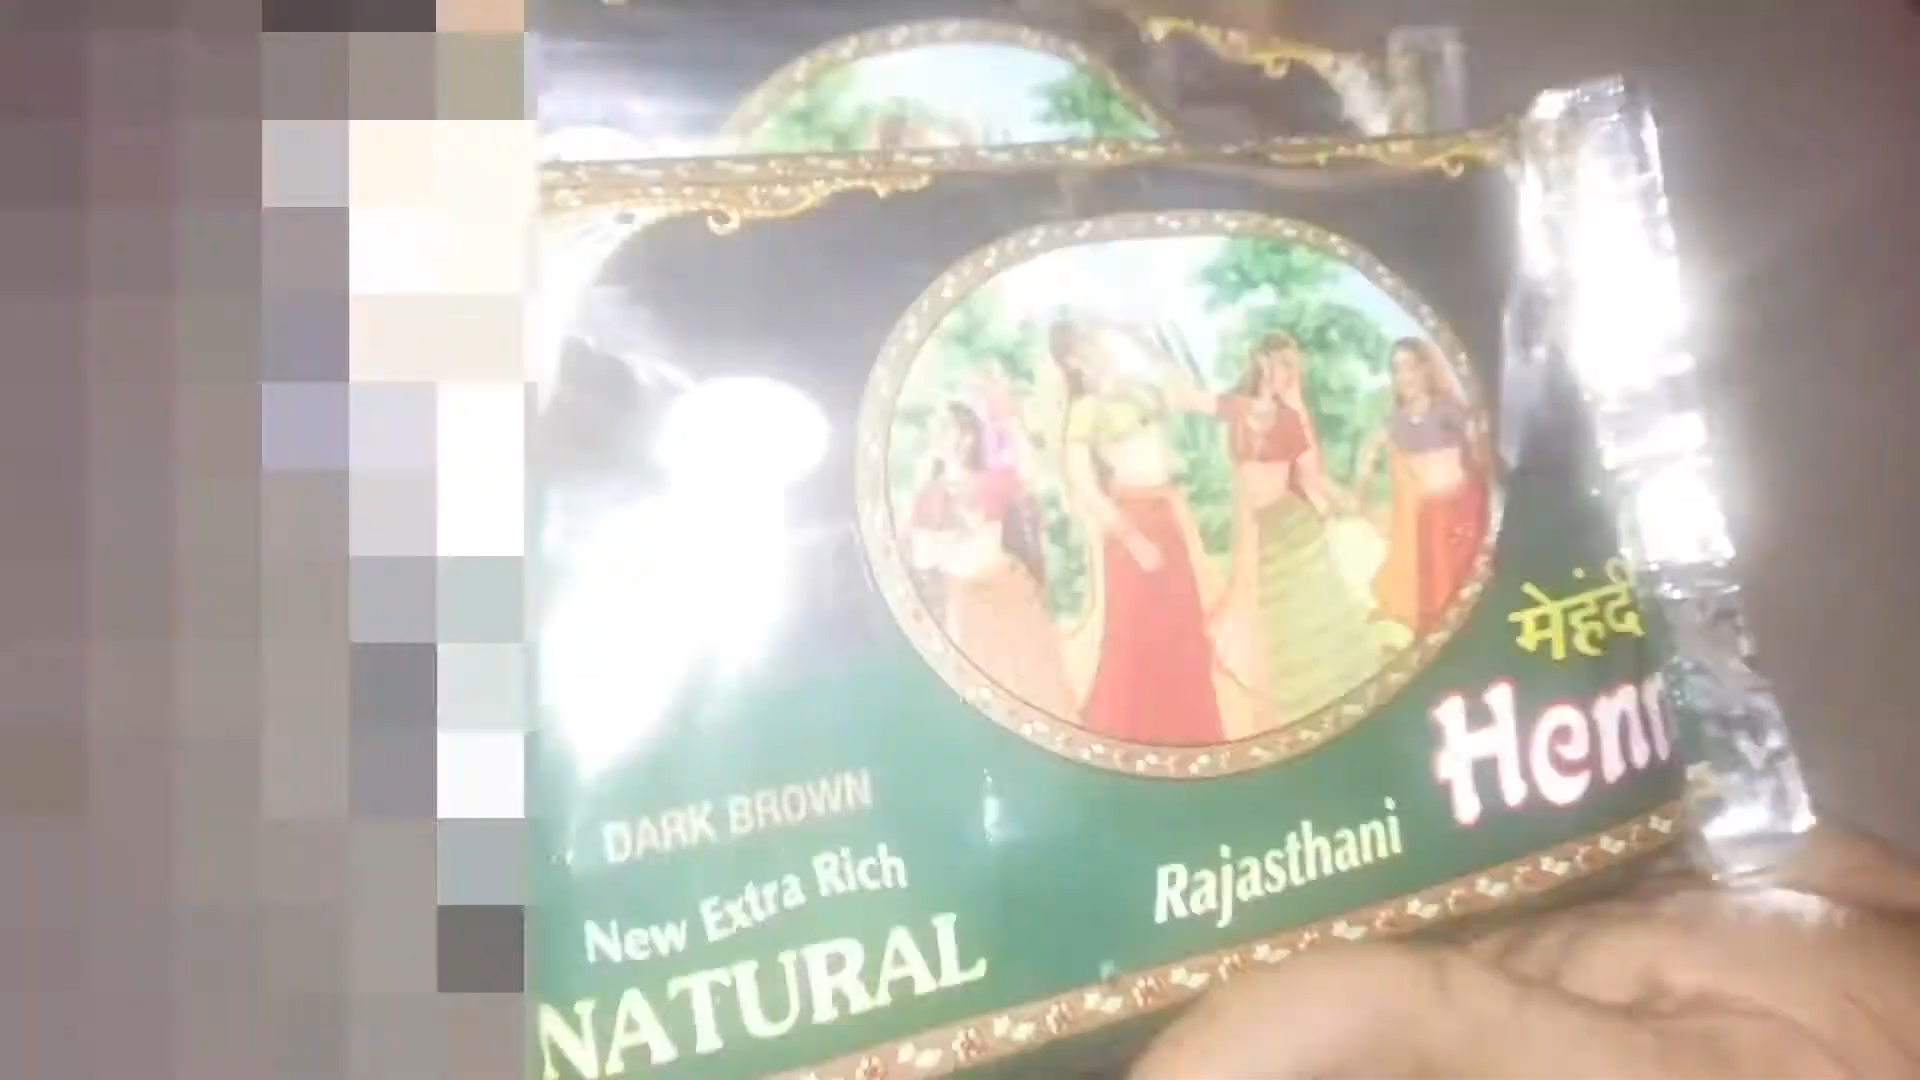 मेहंदी
Henn
Rajasthani
DARK BROWN
New Extra Rich
NATURAL